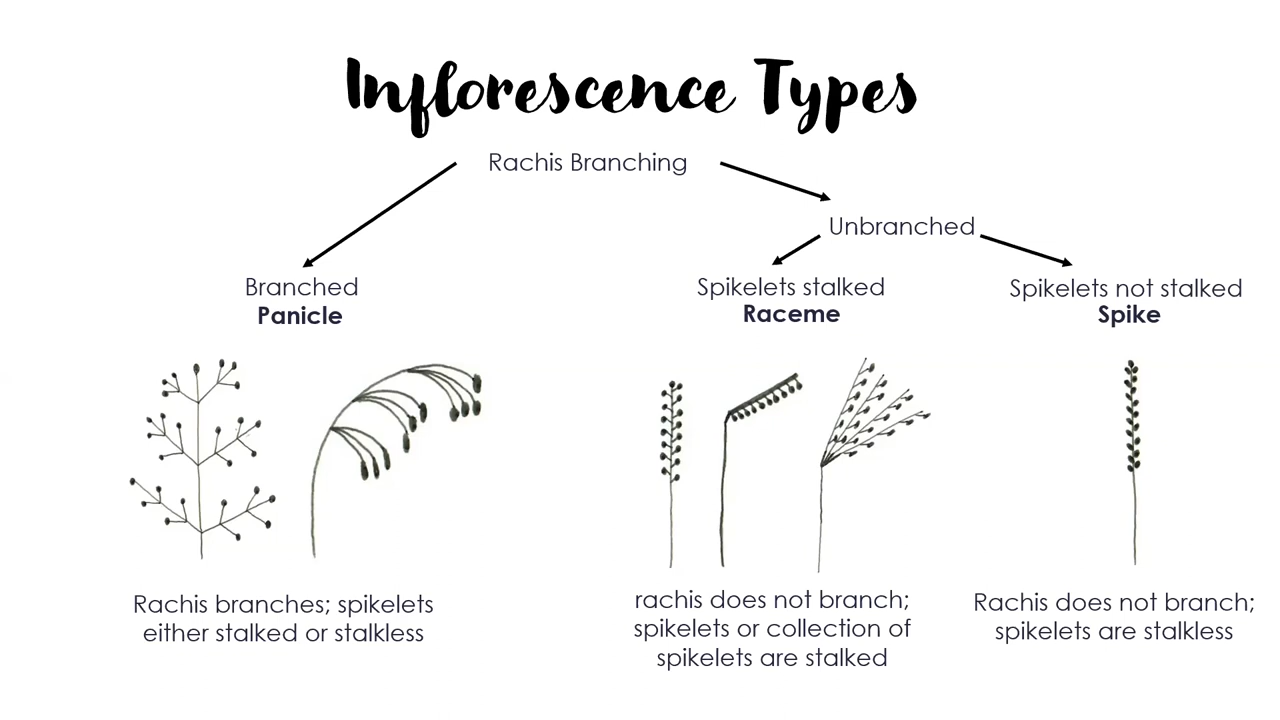 Inflorescence Types
Rachis Branching
Unbranched
Branched
Panicle
Spikelets stalked
Raceme
Spikelets not stalked
Spike
Rachis branches; spikelets
either stalked or stalkless
rachis does not branch;
spikelets or collection of
spikelets are stalked
Rachis does not branch;
spikelets are stalkless